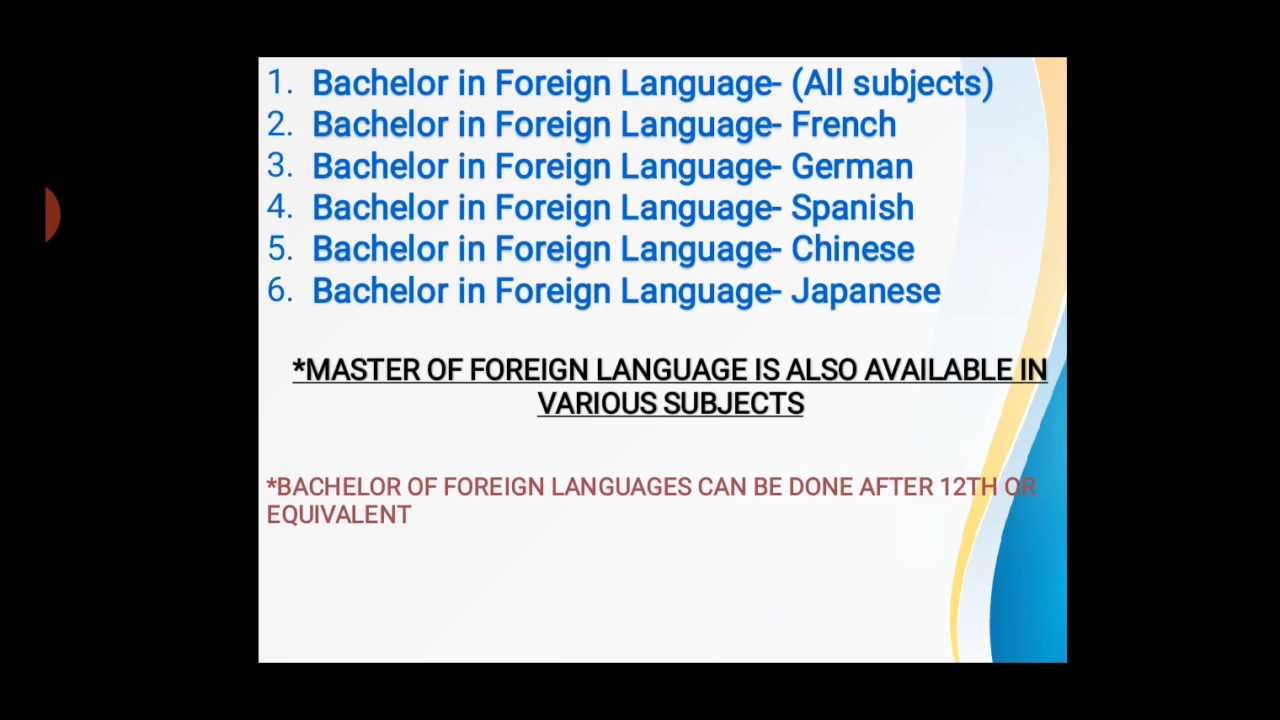 1. Bachelor in Foreign Language- (All subjects)
2. Bachelor in Foreign Language- French
3. Bachelor in Foreign Language- German
4. Bachelor in Foreign Language- Spanish
5. Bachelor in Foreign Language- Chinese
6. Bachelor in Foreign Language- Japanese
*MASTER OF FOREIGN LANGUAGE IS ALSO AVAILABLE IN
VARIOUS SUBJECTS
*BACHELOR OF FOREIGN LANGUAGES CAN BE DONE AFTER 12TH OR
EQUIVALENT